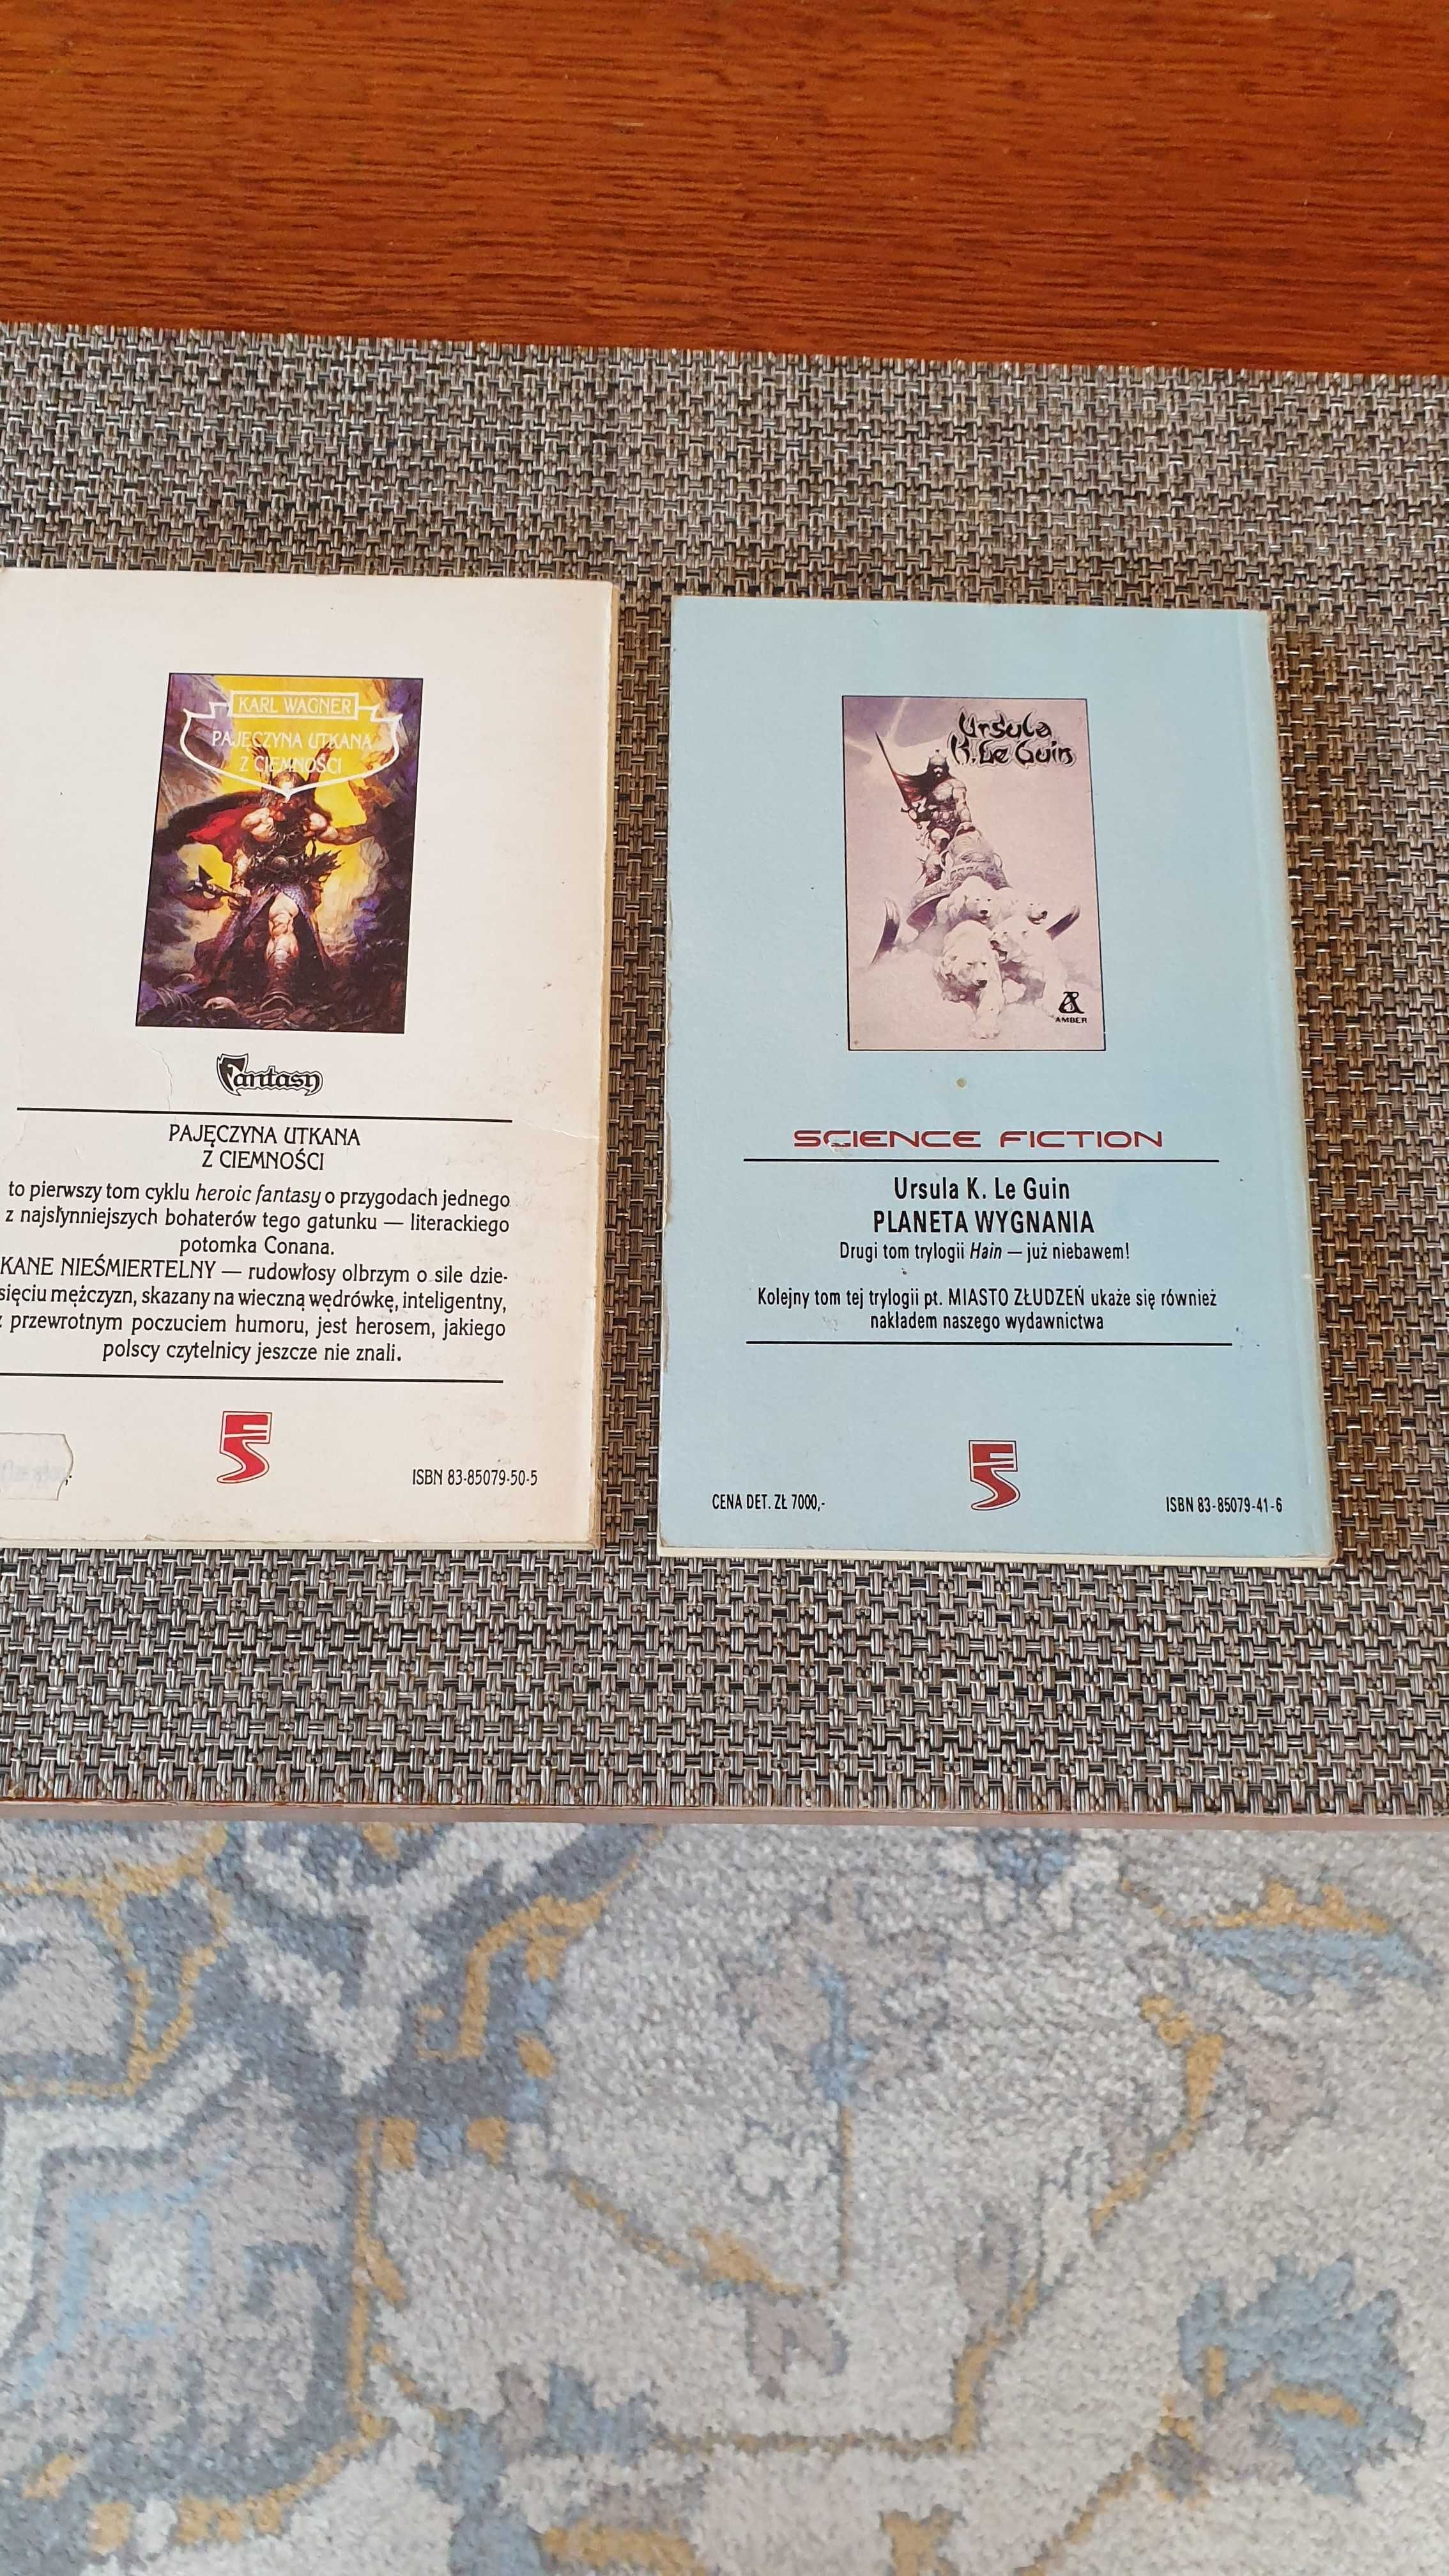 KARL WAGNER
PAJĘCZYNA UTKANA
Z CIEMNOŚCI
Fantasy
PAJĘCZYNA UTKANA
Z CIEMNOŚCI
to pierwszy tom cyklu heroic fantasy o przygodach jednego
z najsłynniejszych bohaterów tego gatunku — literackiego
potomka Conana.
KANE NIEŚMIERTELNY — rudowłosy olbrzym o sile dzie-
sięciu mężczyzn, skazany na wieczną wędrówkę, inteligentny,
z przewrotnym poczuciem humoru, jest herosem, jakiego
polscy czytelnicy jeszcze nie znali.
ISBN 83-85079-50-5
Ursula
K. Le Guin
AMBER
SCIENCE FICTION
Ursula K. Le Guin
PLANETA WYGNANIA
Drugi tom trylogii Hain — już niebawem!
Kolejny tom tej trylogii pt. MIASTO ZŁUDZEŃ ukaże się również
nakładem naszego wydawnictwa
CENA DET. ZŁ 7000,-
ISBN 83-85079-41-6